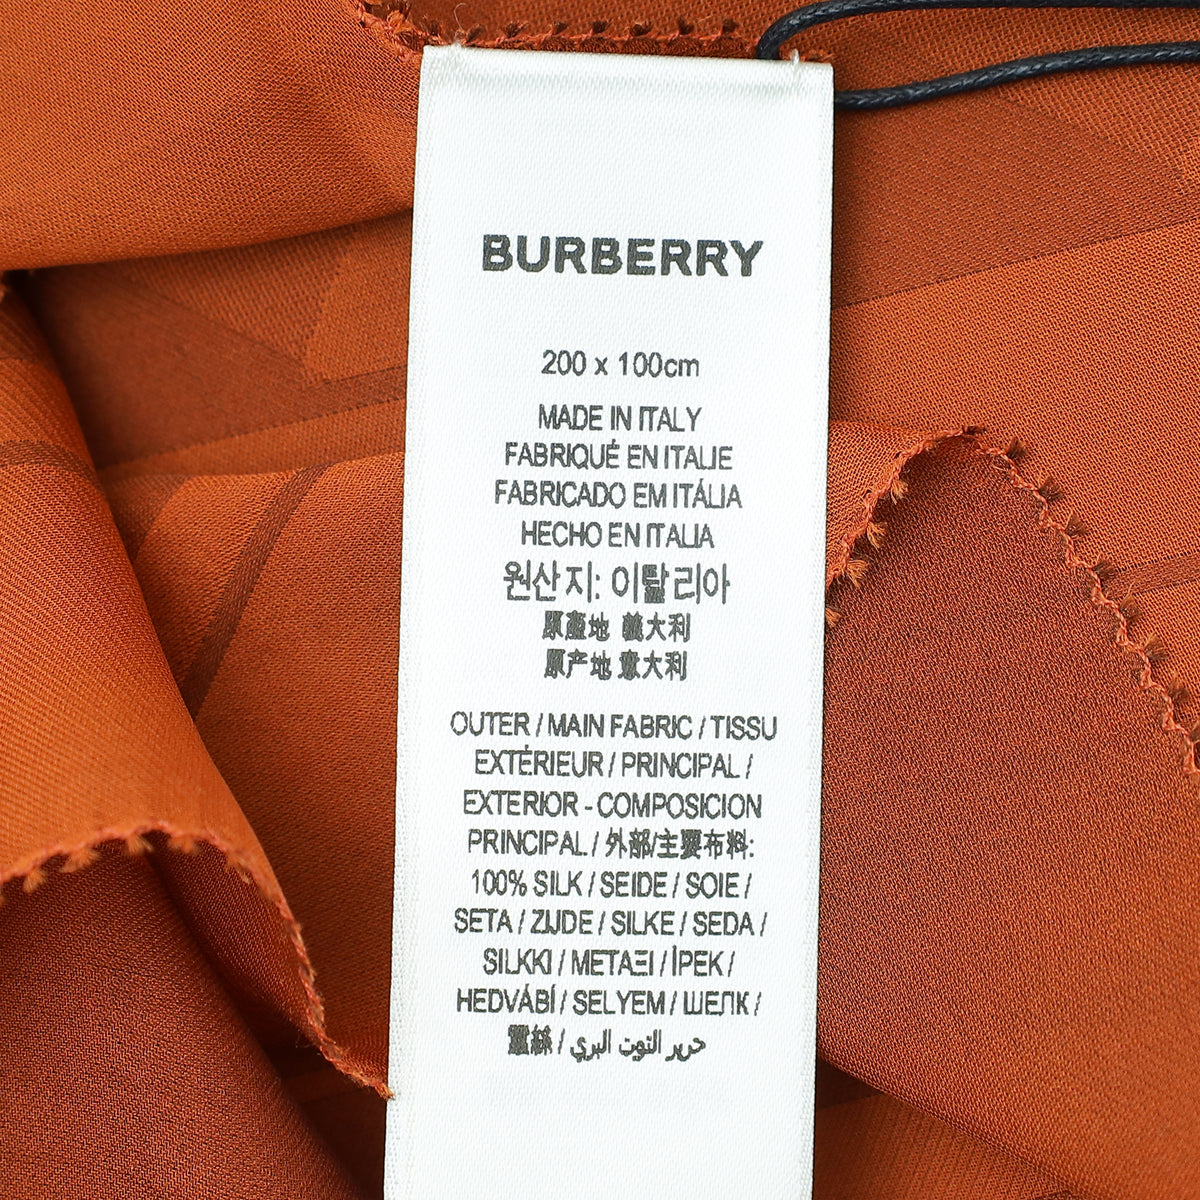 BURBERRY
200 x 100cm
MADE IN ITALY
FABRIQUÉ EN ITALIE
FABRICADO EM ITÁLIA
HECHO EN ITALIA
원산지: 이탈리아
原產地 義大利
原产地 意大利
OUTER / MAIN FABRIC / TISSU
EXTÉRIEUR / PRINCIPAL /
EXTERIOR - COMPOSICION
PRINCIPAL / 外部/主要布料:
100% SILK / SEIDE / SOIE /
SETA / ZIJDE / SILKE / SEDA /
SILKKI / ΜΕΤΑΞΙ / İPEK /
HEDVÁBÍ / SELYEM / ШЕЛК /
蠶絲 / حرير التوت البري